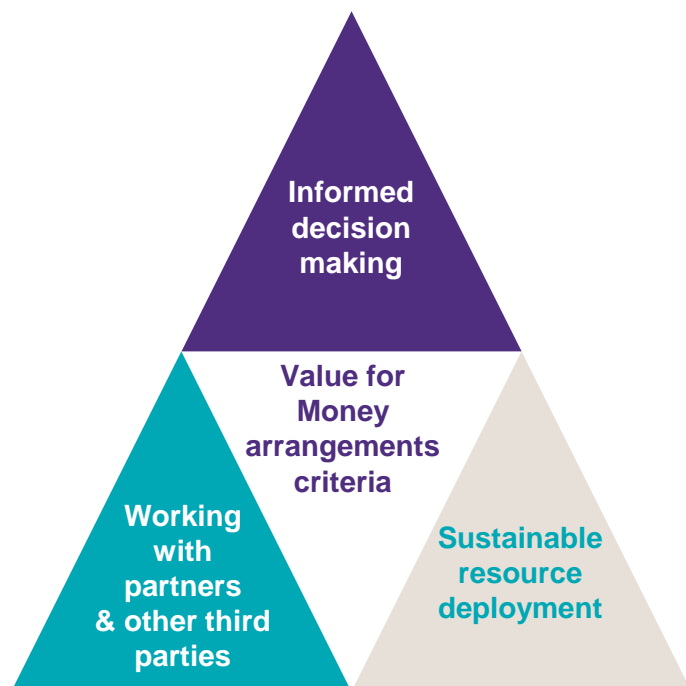 Informed
decision
making
Value for
Money
arrangements
criteria
Working
with
partners
& other third
parties
Sustainable
resource
deployment